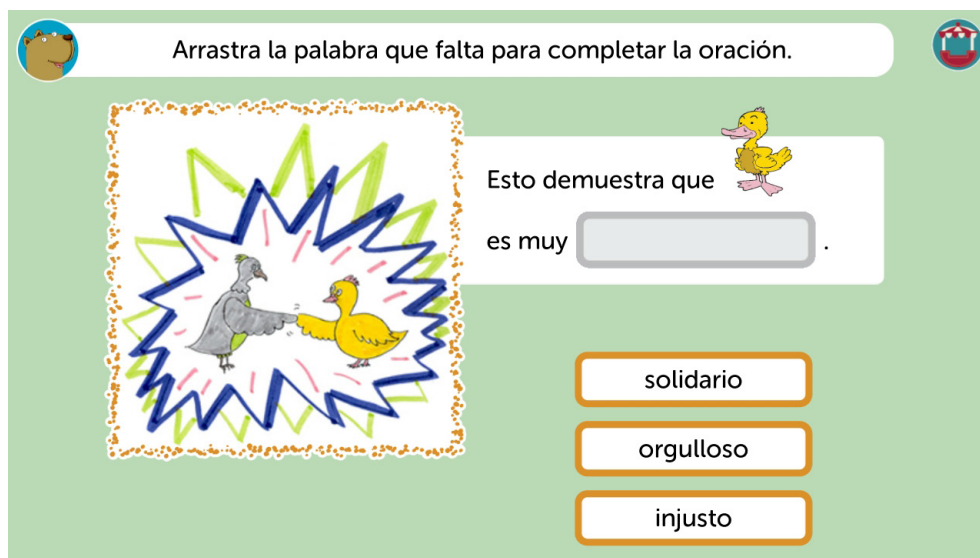 Arrastra la palabra que falta para completar la oración.
Esto demuestra que
es muy .
solidario
orgulloso
injusto